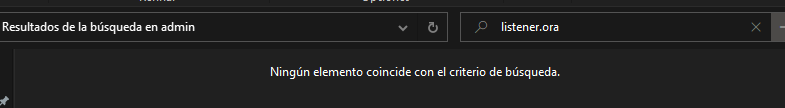 Resultados de la búsqueda en admin
listener.ora
Ningún elemento coincide con el criterio de búsqueda.